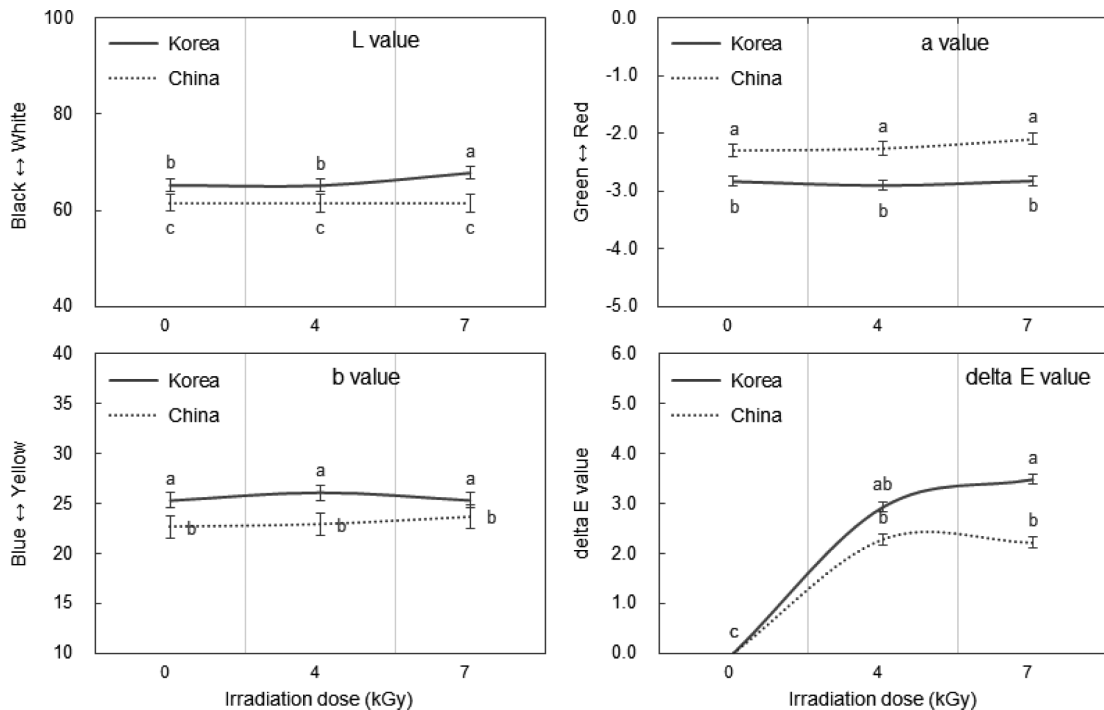 L value
Korea
China
Black ↔ White
100
80
60
40
b
b
a
c
c
c
0
4
7
a value
Korea
China
Green ↔ Red
0.0
-1.0
-2.0
-3.0
-4.0
-5.0
a
a
a
b
b
b
0
4
7
b value
Korea
China
Blue ↔ Yellow
40
35
30
25
20
15
10
a
a
a
b
b
b
0
4
7
Irradiation dose (kGy)
delta E value
Korea
China
delta E value
6.0
5.0
4.0
3.0
2.0
1.0
0.0
c
ab
b
a
b
0
4
7
Irradiation dose (kGy)